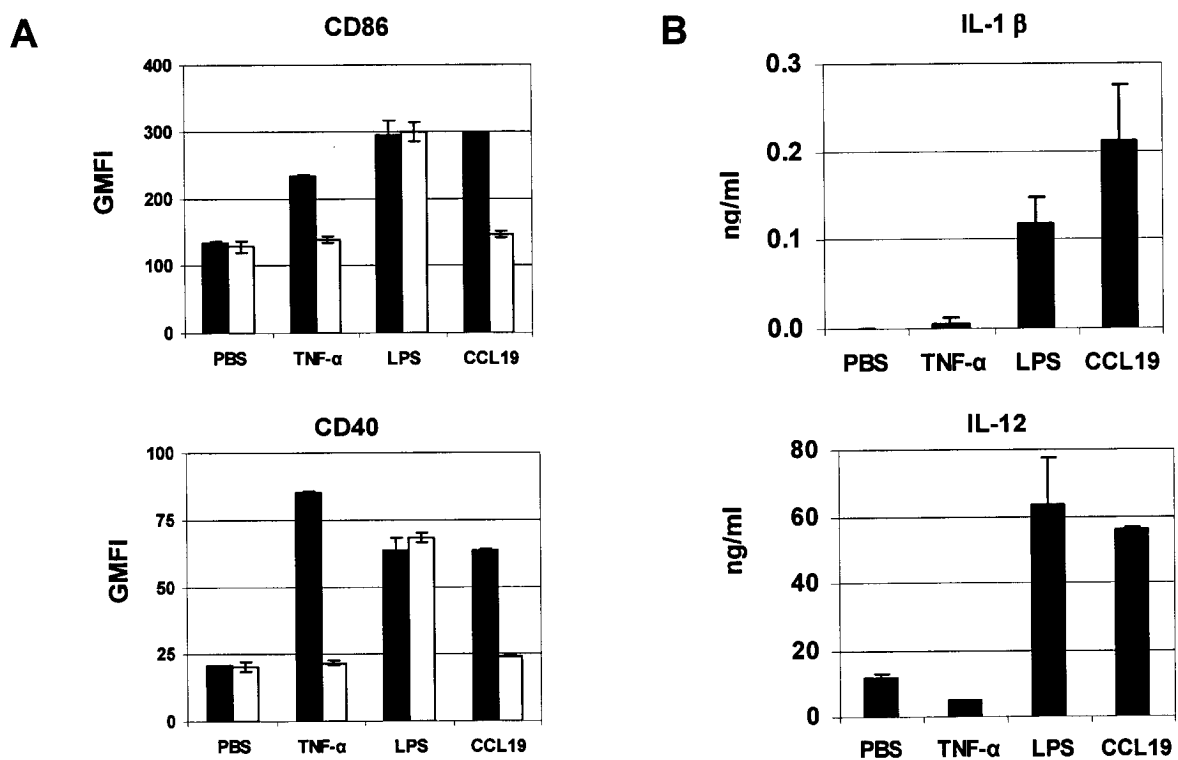 A
CD86
GMFI
400
300
200
100
0
PBS TNF-α LPS CCL19
CD40
GMFI
100
75
50
25
0
PBS TNF-α LPS CCL19
B
IL-1 β
ng/ml
0.3
0.2
0.1
0.0
PBS TNF-α LPS CCL19
IL-12
ng/ml
80
60
40
20
0
PBS TNF-α LPS CCL19